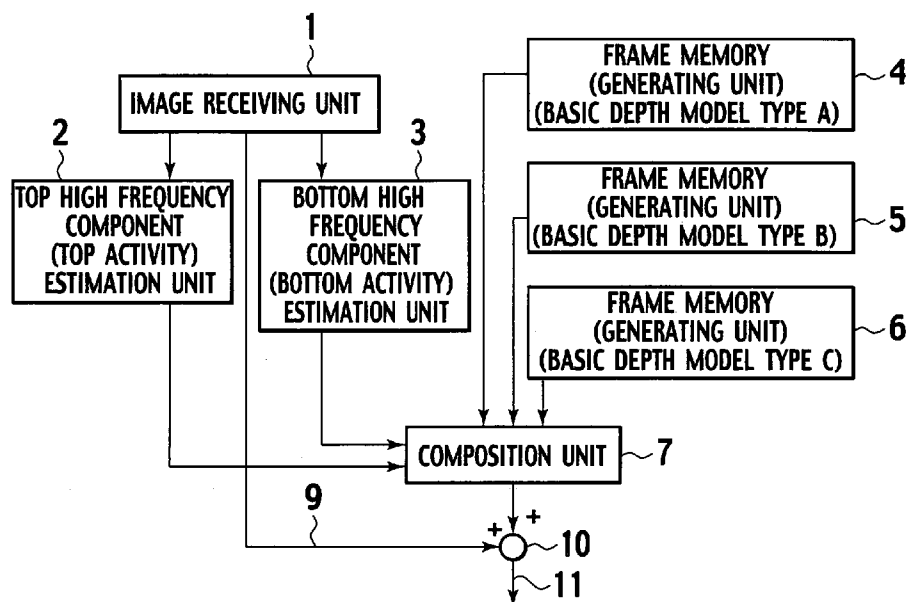 1
IMAGE RECEIVING UNIT
2
TOP HIGH FREQUENCY
COMPONENT
(TOP ACTIVITY)
ESTIMATION UNIT
3
BOTTOM HIGH
FREQUENCY
COMPONENT
(BOTTOM ACTIVITY)
ESTIMATION UNIT
FRAME MEMORY
(GENERATING UNIT)
(BASIC DEPTH MODEL TYPE A)
4
FRAME MEMORY
(GENERATING UNIT)
(BASIC DEPTH MODEL TYPE B)
5
FRAME MEMORY
(GENERATING UNIT)
(BASIC DEPTH MODEL TYPE C)
6
COMPOSITION UNIT
7
9
+
+
10
11